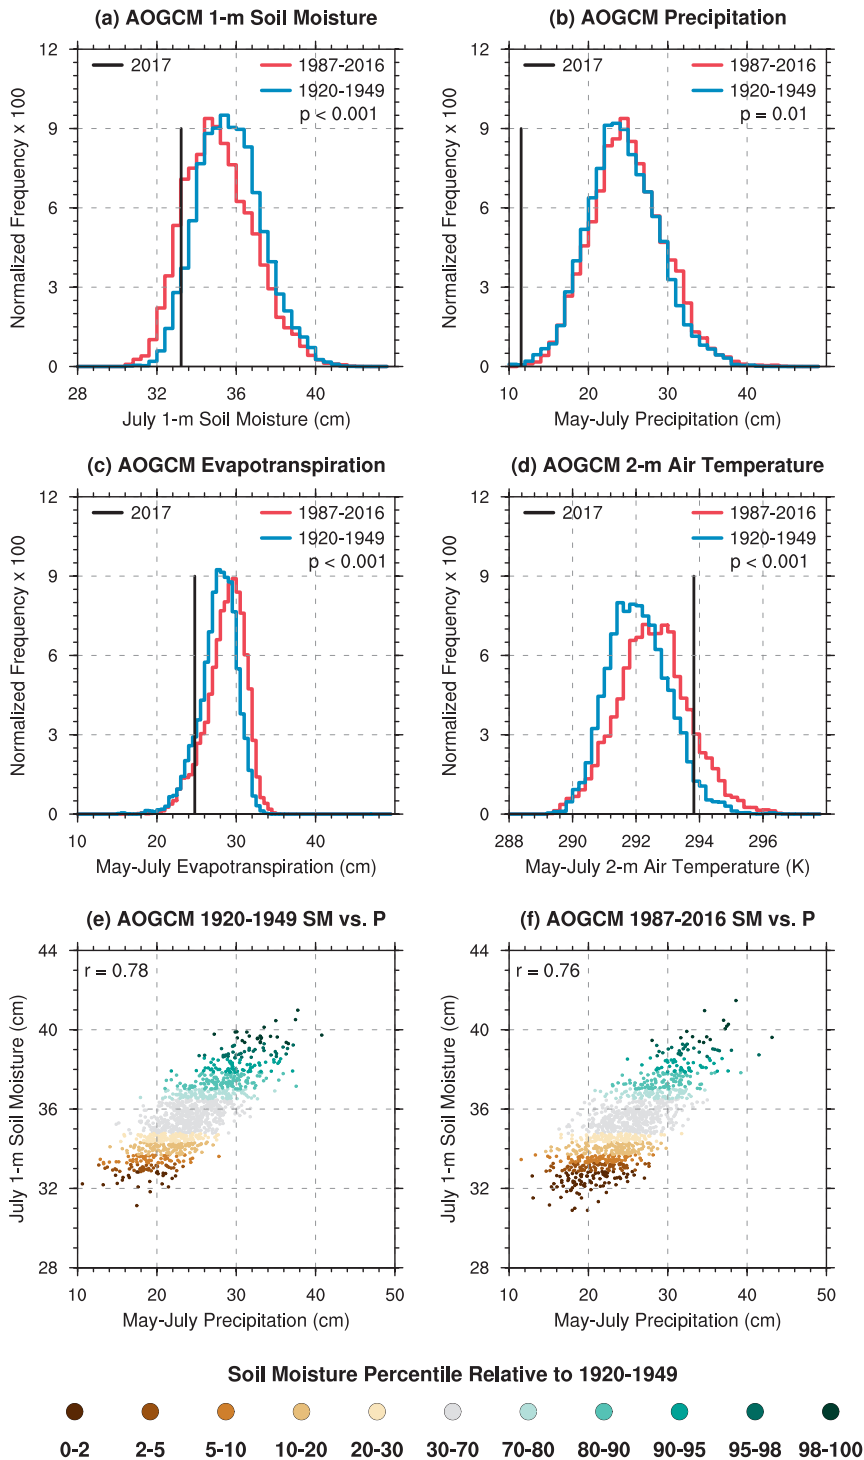 (a) AOGCM 1-m Soil Moisture
12
9
6
3
0
Normalized Frequency x 100
2017
1987-2016
1920-1949
p < 0.001
28 32 36 40
July 1-m Soil Moisture (cm)
(b) AOGCM Precipitation
12
9
6
3
0
Normalized Frequency x 100
2017
1987-2016
1920-1949
p = 0.01
10 20 30 40
May-July Precipitation (cm)
(c) AOGCM Evapotranspiration
12
9
6
3
0
Normalized Frequency x 100
2017
1987-2016
1920-1949
p < 0.001
10 20 30 40
May-July Evapotranspiration (cm)
(d) AOGCM 2-m Air Temperature
12
9
6
3
0
Normalized Frequency x 100
2017
1987-2016
1920-1949
p < 0.001
288 290 292 294 296
May-July 2-m Air Temperature (K)
(e) AOGCM 1920-1949 SM vs. P
44
40
36
32
28
July 1-m Soil Moisture (cm)
r = 0.78
10 20 30 40 50
May-July Precipitation (cm)
(f) AOGCM 1987-2016 SM vs. P
44
40
36
32
28
July 1-m Soil Moisture (cm)
r = 0.76
10 20 30 40 50
May-July Precipitation (cm)
Soil Moisture Percentile Relative to 1920-1949
0-2 2-5 5-10 10-20 20-30 30-70 70-80 80-90 90-95 95-98 98-100